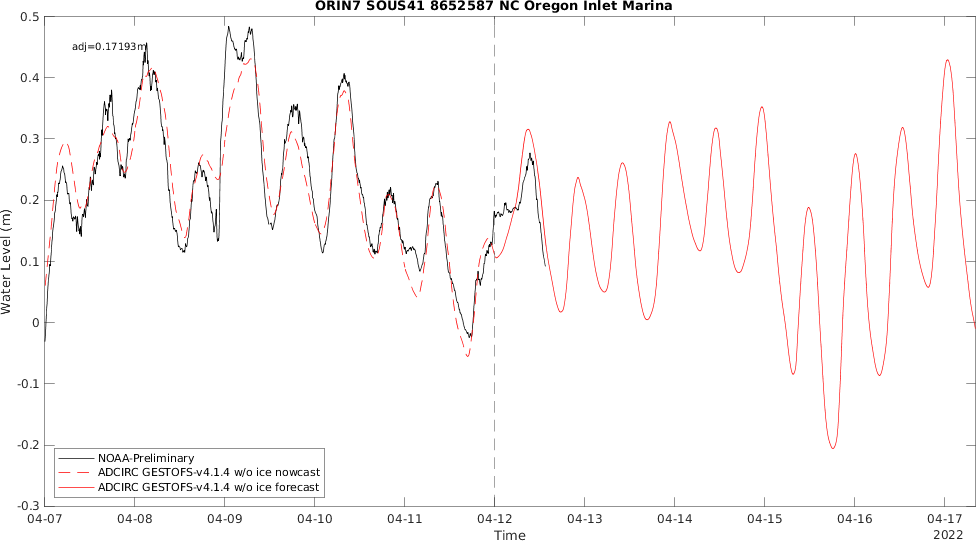 ORIN7 SOUS41 8652587 NC Oregon Inlet Marina
adj=0.17193m
0.5
0.4
0.3
0.2
0.1
0
-0.1
-0.2
-0.3
Water Level (m)
NOAA-Preliminary
ADCIRC GESTOFS-v4.1.4 w/o ice nowcast
ADCIRC GESTOFS-v4.1.4 w/o ice forecast
04-07 04-08 04-09 04-10 04-11 04-12 04-13 04-14 04-15 04-16 04-17
Time
2022